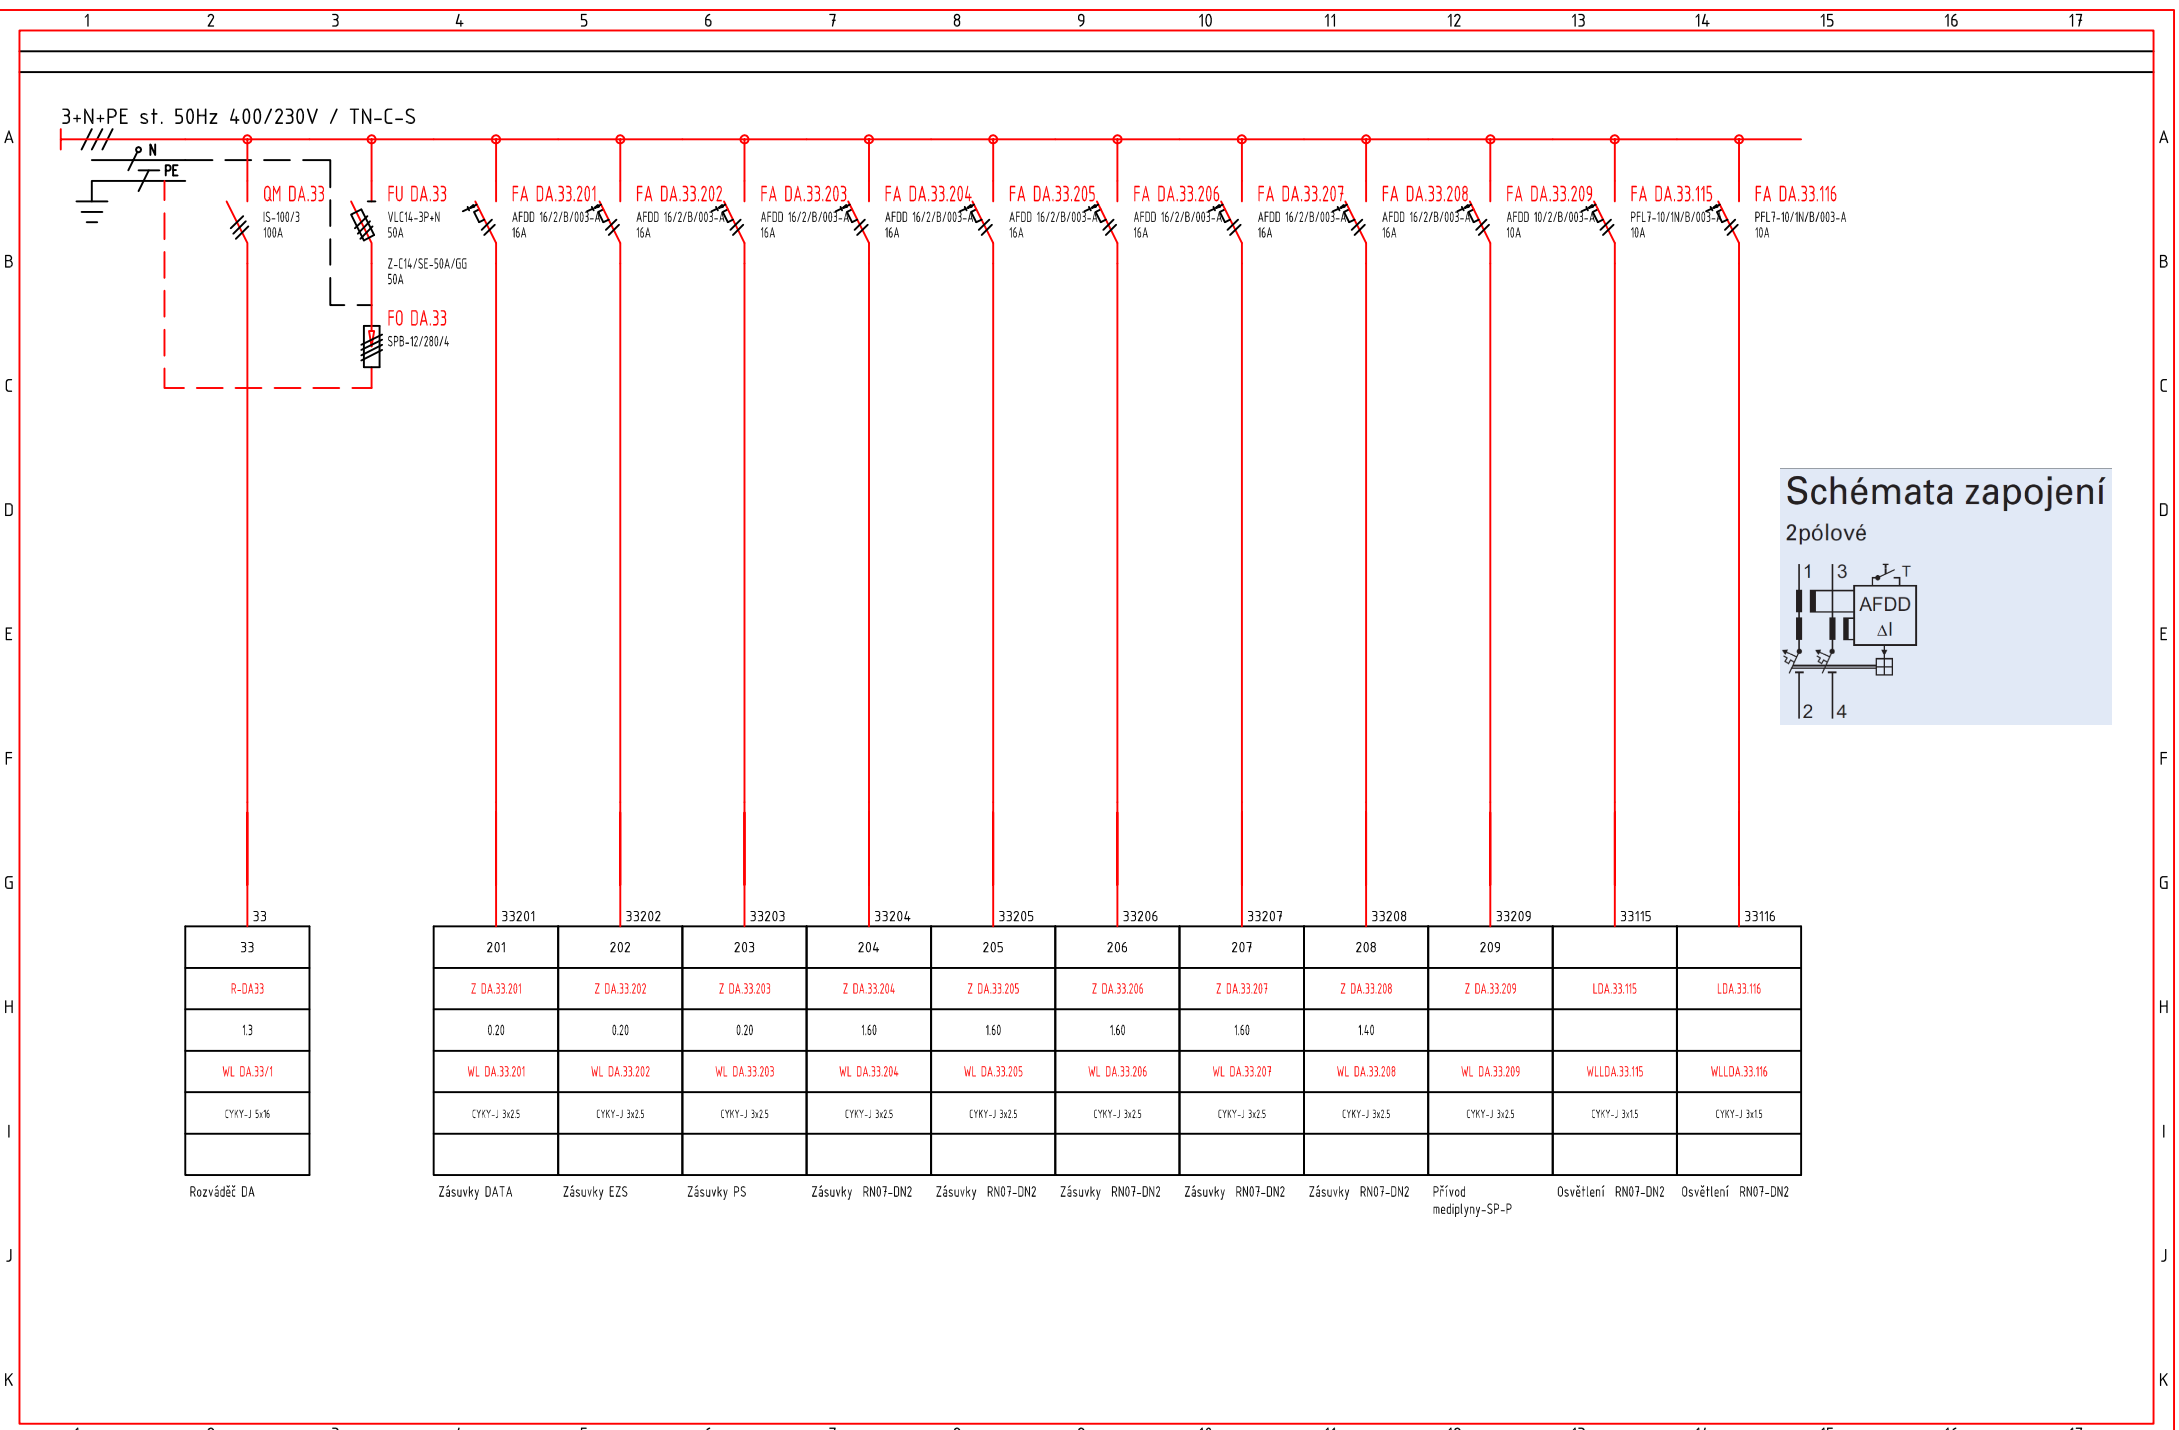 1 2 3 4 5 6 7 8 9 10 11 12 13 14 15 16 17
3+N+PE st. 50Hz 400/230V / TN-C-S
A A
N
PE
QM DA.33 FU DA.33 FA DA.33.201 FA DA.33.202 FA DA.33.203 FA DA.33.204 FA DA.33.205 FA DA.33.206 FA DA.33.207 FA DA.33.208 FA DA.33.209 FA DA.33.115 FA DA.33.116
IS-100/3 VLC14-3P+N AFDD 16/2/B/003-A AFDD 16/2/B/003-A AFDD 16/2/B/003-A AFDD 16/2/B/003-A AFDD 16/2/B/003-A AFDD 16/2/B/003-A AFDD 16/2/B/003-A AFDD 16/2/B/003-A AFDD 10/2/B/003-A PFL7-10/1N/B/003-A PFL7-10/1N/B/003-A
100A 50A 16A 16A 16A 16A 16A 16A 16A 16A 10A 10A 10A
B B
Z-C14/SE-50A/GG
50A
FO DA.33
SPB-12/280/4
C C
Schémata zapojení
D D
2pólové
1 3 T
AFDD
ΔI
E E
2 4
F F
G G
33 33201 33202 33203 33204 33205 33206 33207 33208 33209 33115 33116
33 201 202 203 204 205 206 207 208 209
R-DA33 Z DA.33.201 Z DA.33.202 Z DA.33.203 Z DA.33.204 Z DA.33.205 Z DA.33.206 Z DA.33.207 Z DA.33.208 Z DA.33.209 LDA.33.115 LDA.33.116
H H
1.3 0.20 0.20 0.20 1.60 1.60 1.60 1.60 1.40
WL DA.33/1 WL DA.33.201 WL DA.33.202 WL DA.33.203 WL DA.33.204 WL DA.33.205 WL DA.33.206 WL DA.33.207 WL DA.33.208 WL DA.33.209 WLLDA.33.115 WLLDA.33.116
CYKY-J 5x16 CYKY-J 3x2.5 CYKY-J 3x2.5 CYKY-J 3x2.5 CYKY-J 3x2.5 CYKY-J 3x2.5 CYKY-J 3x2.5 CYKY-J 3x2.5 CYKY-J 3x2.5 CYKY-J 3x2.5 CYKY-J 3x1.5 CYKY-J 3x1.5
I I
Rozváděč DA Zásuvky DATA Zásuvky EZS Zásuvky PS Zásuvky RN07-DN2 Zásuvky RN07-DN2 Zásuvky RN07-DN2 Zásuvky RN07-DN2 Zásuvky RN07-DN2 Přívod Osvětlení RN07-DN2 Osvětlení RN07-DN2
mediplyny-SP-P
J J
K K